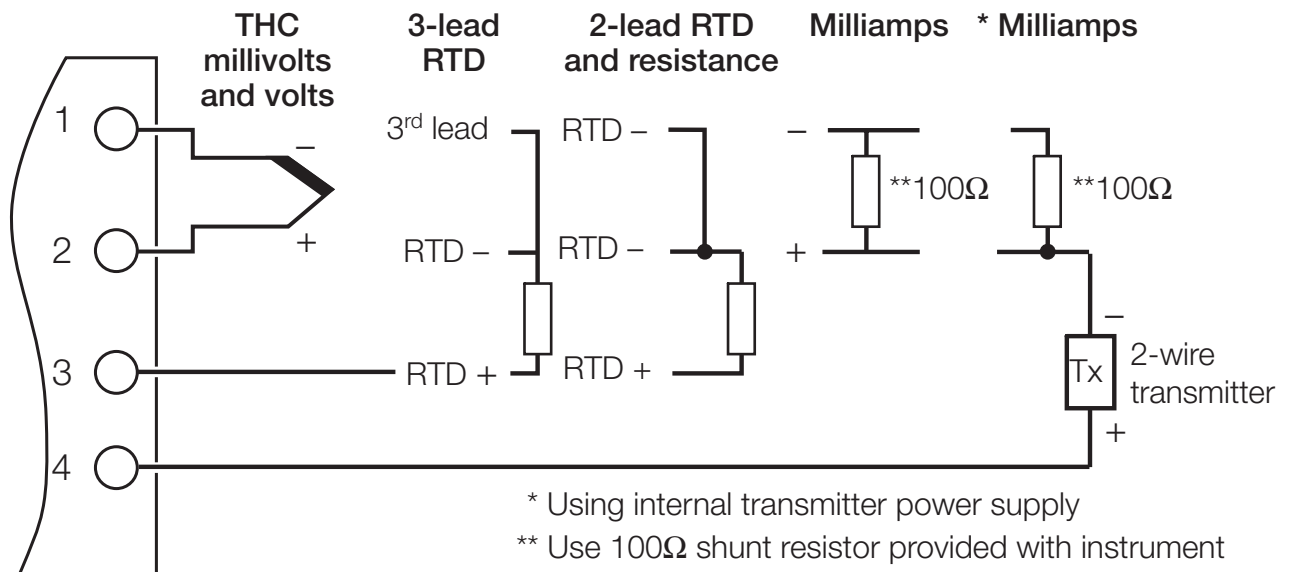 THC
millivolts
and volts
3-lead
RTD
2-lead RTD
and resistance
Milliamps
* Milliamps
1
–
3rd lead
RTD –
–
**100Ω
**100Ω
2
+
RTD –
RTD –
+
–
3
RTD +
RTD +
Tx
2-wire
transmitter
+
4
* Using internal transmitter power supply
** Use 100Ω shunt resistor provided with instrument